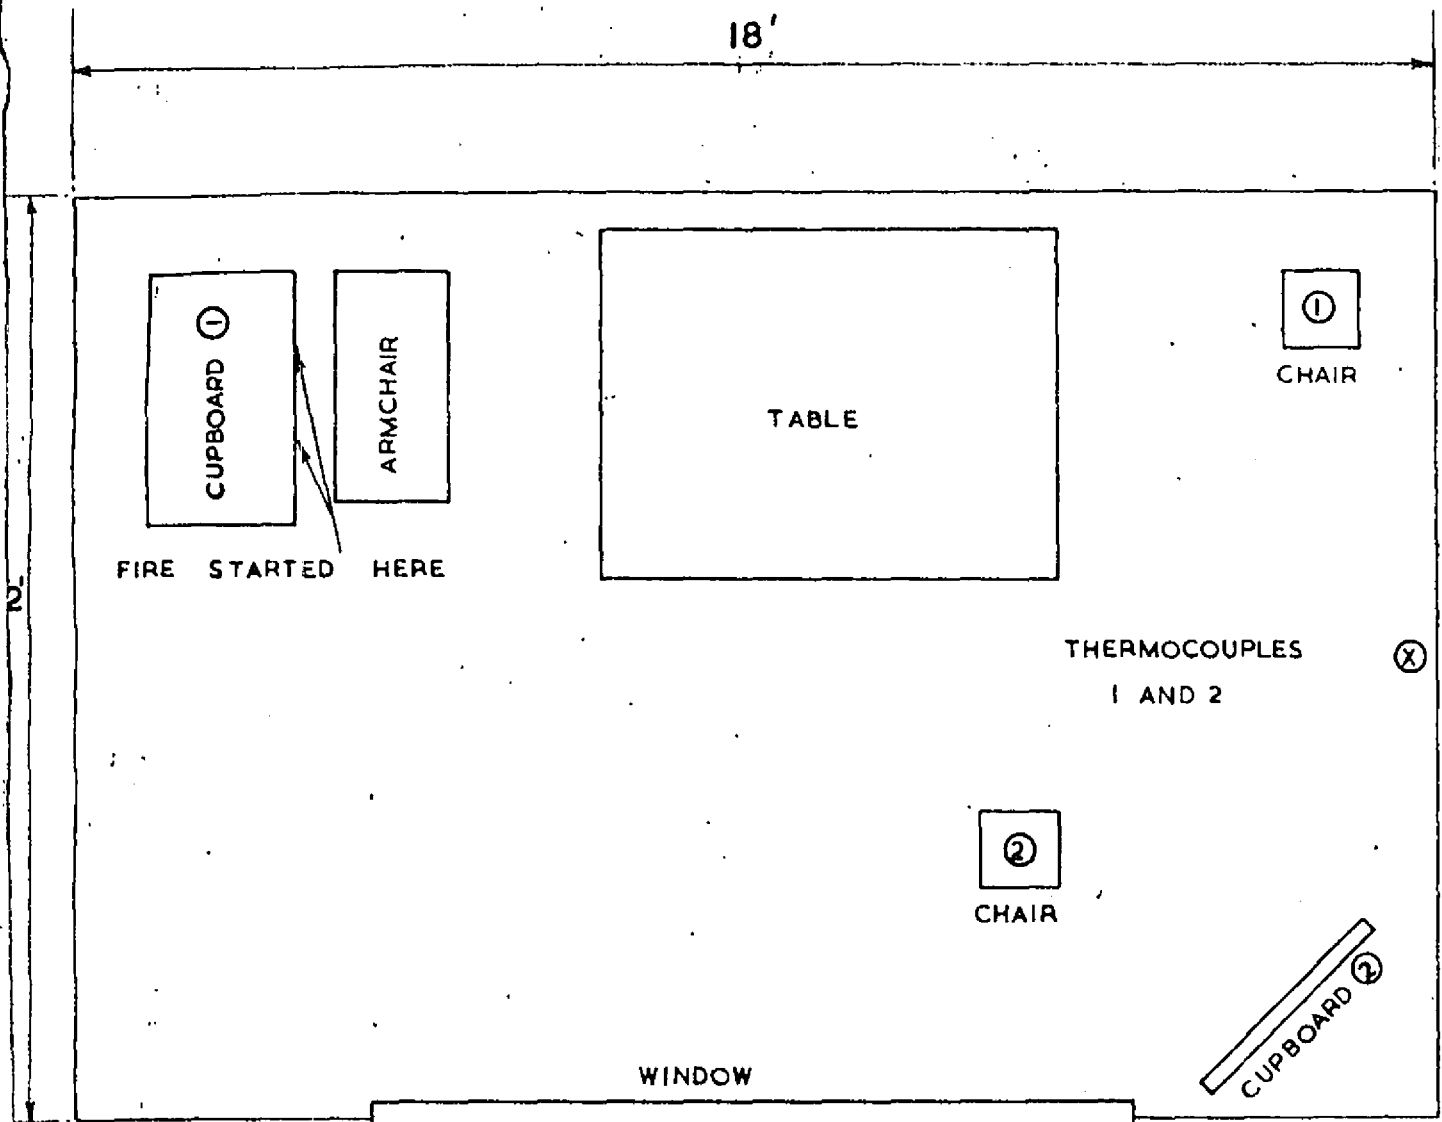 18'
CUPBOARD ①
ARMCHAIR
TABLE
①
CHAIR
FIRE STARTED HERE
THERMOCOUPLES Ⓧ
1 AND 2
②
CHAIR
CUPBOARD ②
WINDOW